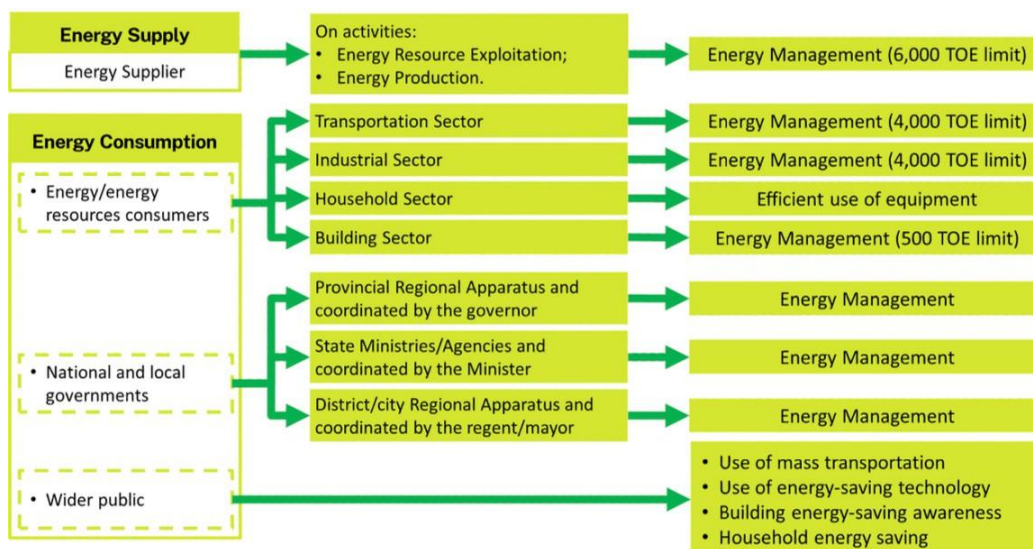 Energy Supply
Energy Supplier
On activities:
• Energy Resource Exploitation;
• Energy Production.
Energy Management (6,000 TOE limit)
Energy Consumption
• Energy/energy
resources consumers
Transportation Sector
Energy Management (4,000 TOE limit)
Industrial Sector
Energy Management (4,000 TOE limit)
Household Sector
Efficient use of equipment
Building Sector
Energy Management (500 TOE limit)
• National and local
governments
Provincial Regional Apparatus and
coordinated by the governor
Energy Management
State Ministries/Agencies and
coordinated by the Minister
Energy Management
District/city Regional Apparatus and
coordinated by the regent/mayor
Energy Management
• Wider public
• Use of mass transportation
• Use of energy-saving technology
• Building energy-saving awareness
• Household energy saving